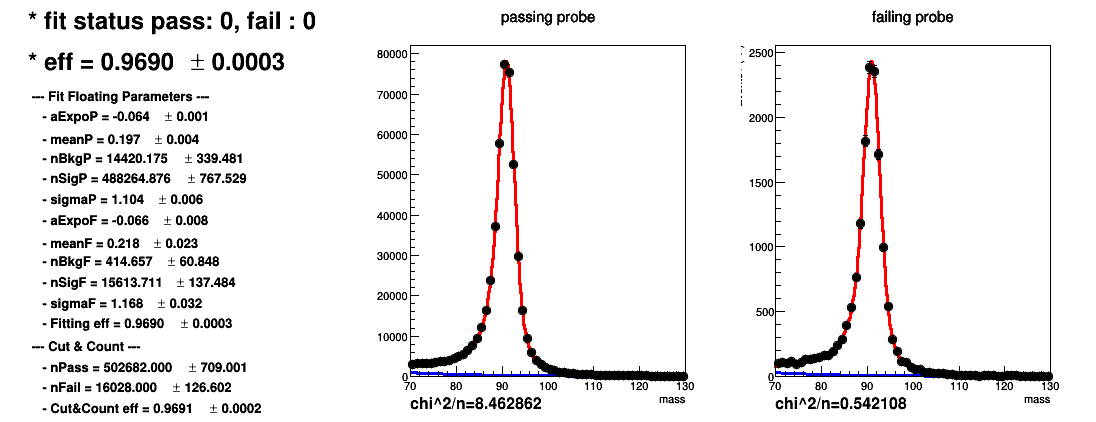 * fit status pass: 0, fail : 0
* eff = 0.9690 ± 0.0003
--- Fit Floating Parameters ---
- aExpoP = -0.064 ± 0.001
- meanP = 0.197 ± 0.004
- nBkgP = 14420.175 ± 339.481
- nSigP = 488264.876 ± 767.529
- sigmaP = 1.104 ± 0.006
- aExpoF = -0.066 ± 0.008
- meanF = 0.218 ± 0.023
- nBkgF = 414.657 ± 60.848
- nSigF = 15613.711 ± 137.484
- sigmaF = 1.168 ± 0.032
- Fitting eff = 0.9690 ± 0.0003
--- Cut & Count ---
- nPass = 502682.000 ± 709.001
- nFail = 16028.000 ± 126.602
- Cut&Count eff = 0.9691 ± 0.0002
passing probe
80000
70000
60000
50000
40000
30000
20000
10000
0
70 80 90 100 110 120 130
mass
chi^2/n=8.462862
failing probe
2500
2000
1500
1000
500
0
70 80 90 100 110 120 130
mass
chi^2/n=0.542108